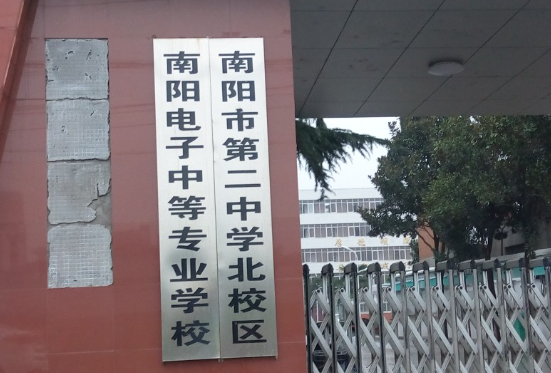 南阳市第二中学北校区
南阳电子中等专业学校